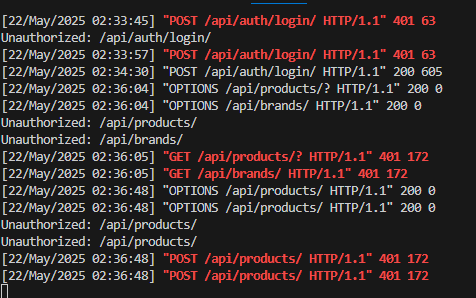 [22/May/2025 02:33:45] "POST /api/auth/login/ HTTP/1.1" 401 63
Unauthorized: /api/auth/login/
[22/May/2025 02:33:57] "POST /api/auth/login/ HTTP/1.1" 401 63
[22/May/2025 02:34:30] "POST /api/auth/login/ HTTP/1.1" 200 605
[22/May/2025 02:36:04] "OPTIONS /api/products/? HTTP/1.1" 200 0
[22/May/2025 02:36:04] "OPTIONS /api/brands/ HTTP/1.1" 200 0
Unauthorized: /api/products/
Unauthorized: /api/brands/
[22/May/2025 02:36:05] "GET /api/products/? HTTP/1.1" 401 172
[22/May/2025 02:36:05] "GET /api/brands/ HTTP/1.1" 401 172
[22/May/2025 02:36:48] "OPTIONS /api/products/ HTTP/1.1" 200 0
[22/May/2025 02:36:48] "OPTIONS /api/products/ HTTP/1.1" 200 0
Unauthorized: /api/products/
Unauthorized: /api/products/
[22/May/2025 02:36:48] "POST /api/products/ HTTP/1.1" 401 172
[22/May/2025 02:36:48] "POST /api/products/ HTTP/1.1" 401 172